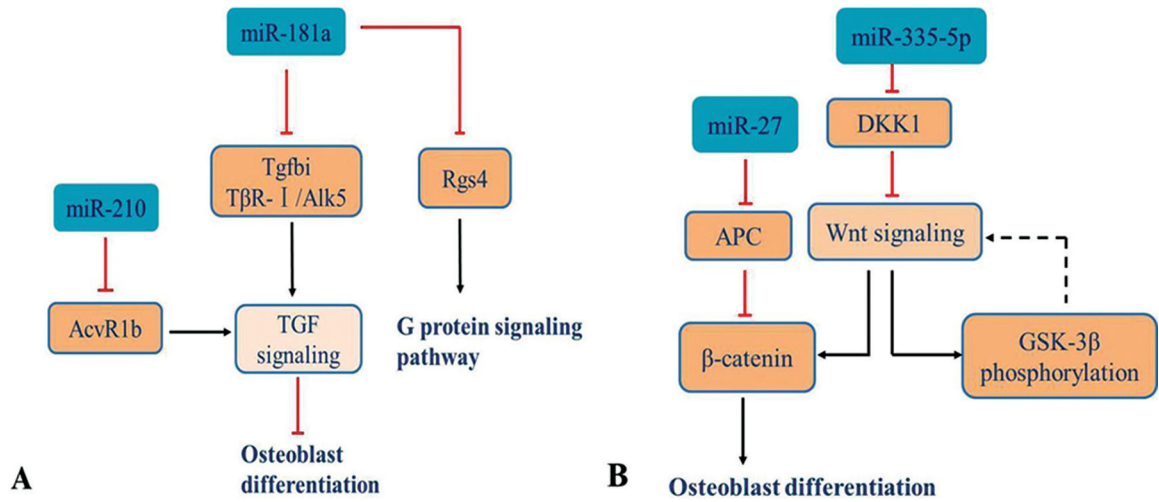 miR-181a
Tgfbi
TβR-Ⅰ/Alk5
Rgs4
miR-210
AcvR1b
TGF
signaling
G protein signaling
pathway
Osteoblast
differentiation
A
miR-335-5p
miR-27
DKK1
APC
Wnt signaling
β-catenin
GSK-3β
phosphorylation
Osteoblast differentiation
B